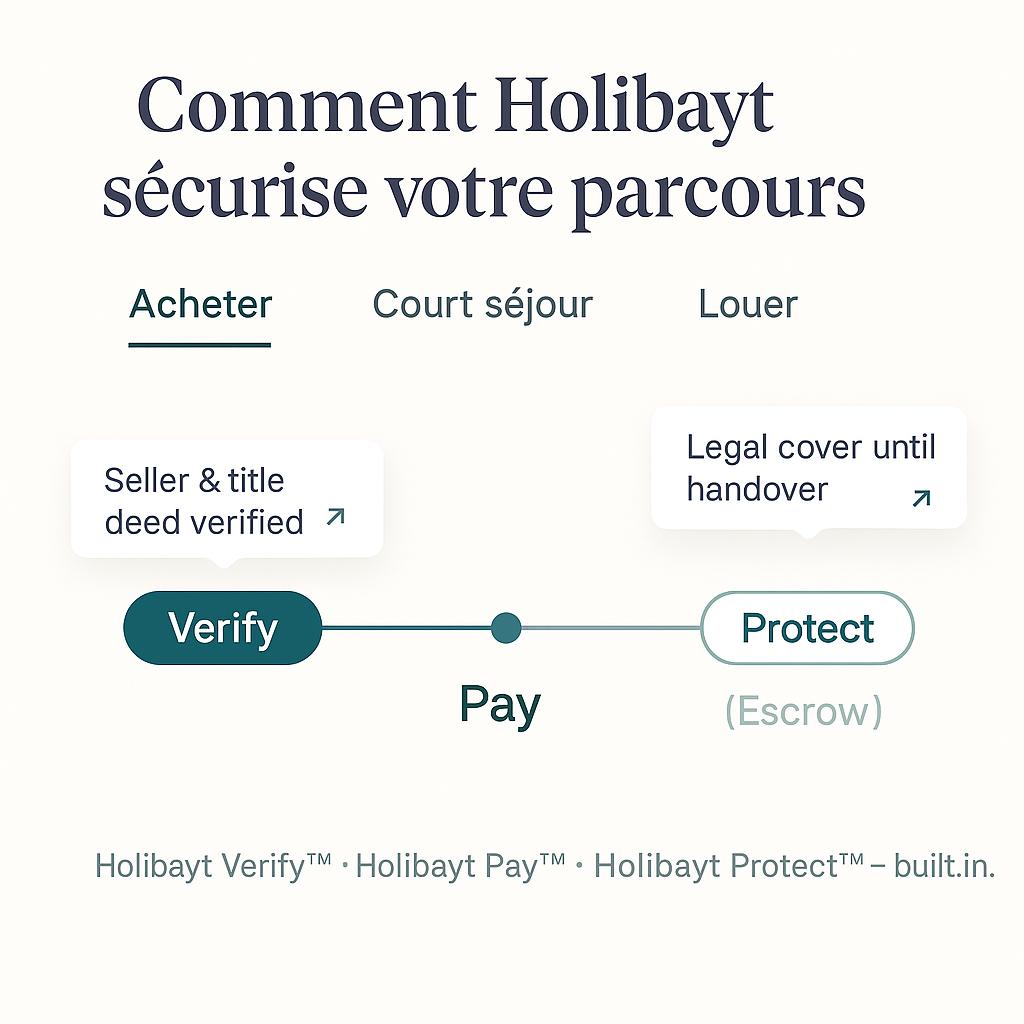 Comment Holibayt
sécurise votre parcours
Acheter
Court séjour
Louer
Seller & title
deed verified ↗
Legal cover until
handover ↗
Verify
Pay
Protect
(Escrow)
Holibayt Verify™ · Holibayt Pay™ · Holibayt Protect™ – built.in.